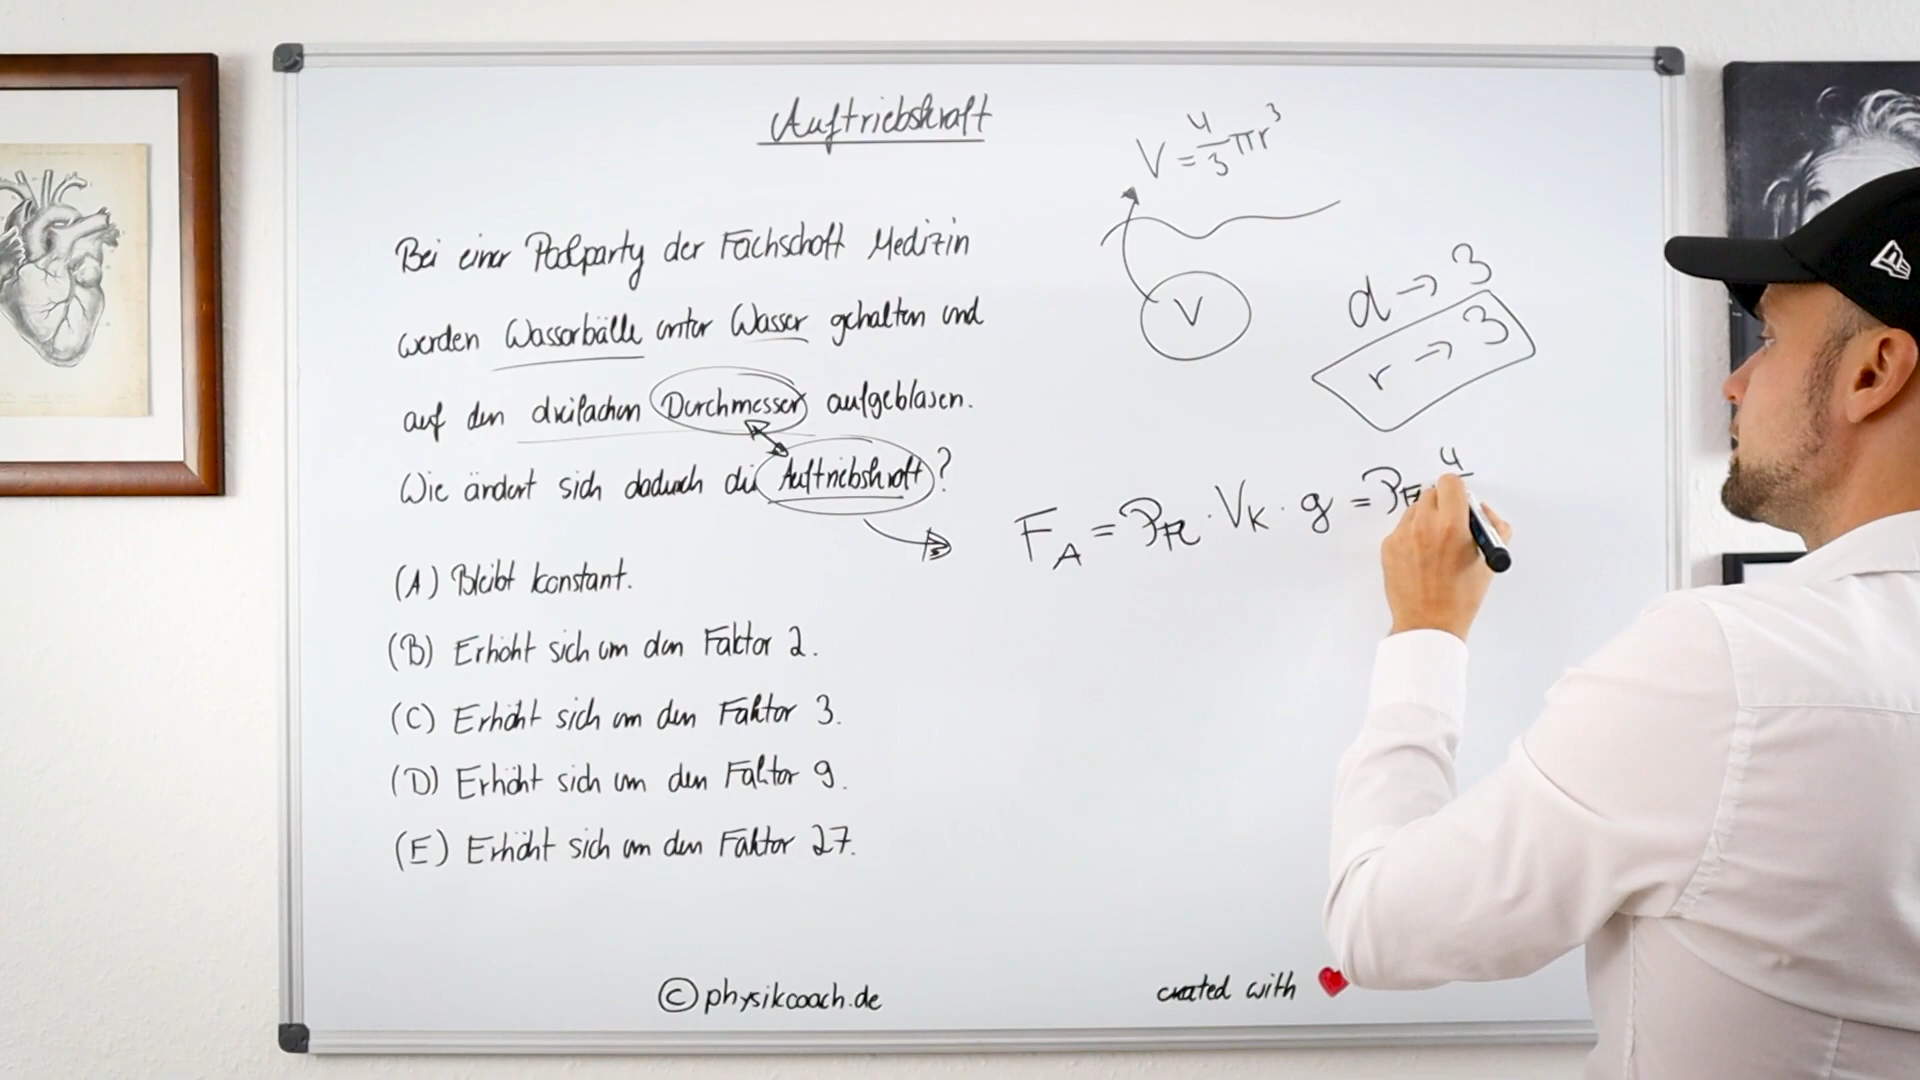 Auftriebskraft
Bei einer Poolparty der Fachschaft Medizin
werden Wasserbälle unter Wasser gehalten und
auf den dreifachen Durchmesser aufgeblasen.
Wie ändert sich dadurch die Auftriebskraft?
(A) Bleibt konstant.
(B) Erhöht sich um den Faktor 2.
(C) Erhöht sich um den Faktor 3.
(D) Erhöht sich um den Faktor 9.
(E) Erhöht sich um den Faktor 27.
V = 4/3 πr³
V
d → 3
r → 3
F_A = ρ_Fl · V_K · g = ρ_Fl · 4
© physikcoach.de
created with ❤